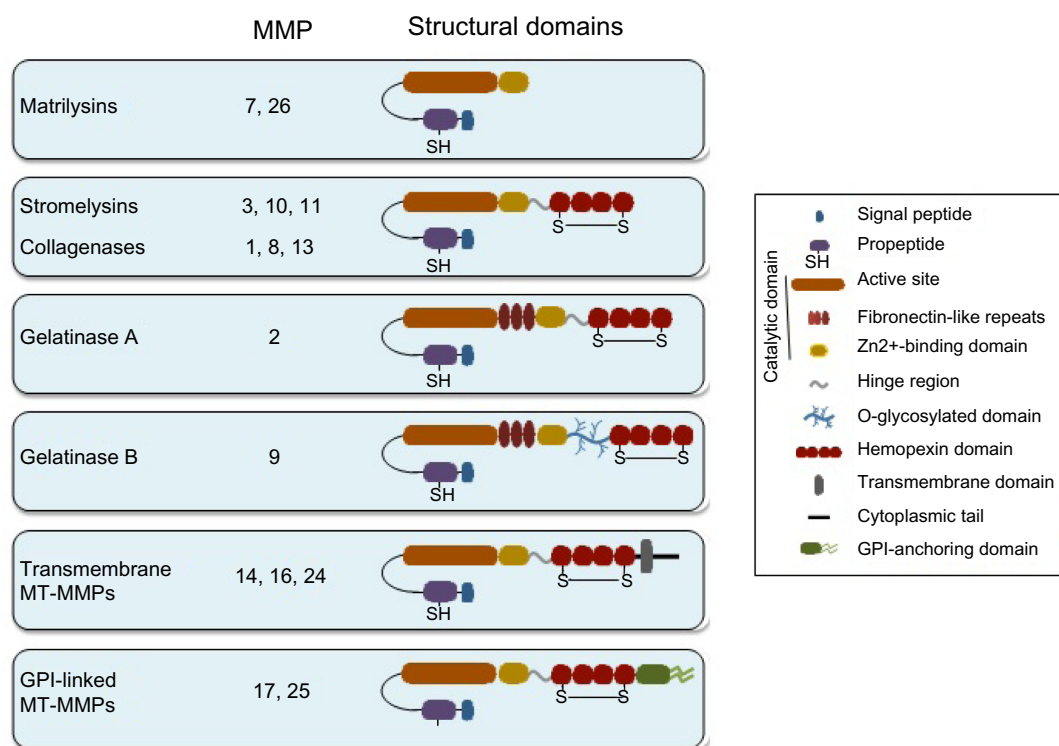 MMP Structural domains
Matrilysins 7, 26
SH
Stromelysins 3, 10, 11
S S
Collagenases 1, 8, 13
SH
Gelatinase A 2
S S
SH
Gelatinase B 9
S S
SH
Transmembrane
MT-MMPs
14, 16, 24
S S
SH
GPI-linked
MT-MMPs
17, 25
S S
Catalytic domain
Signal peptide
Propeptide
SH
Active site
Fibronectin-like repeats
Zn2+-binding domain
Hinge region
O-glycosylated domain
Hemopexin domain
Transmembrane domain
Cytoplasmic tail
GPI-anchoring domain